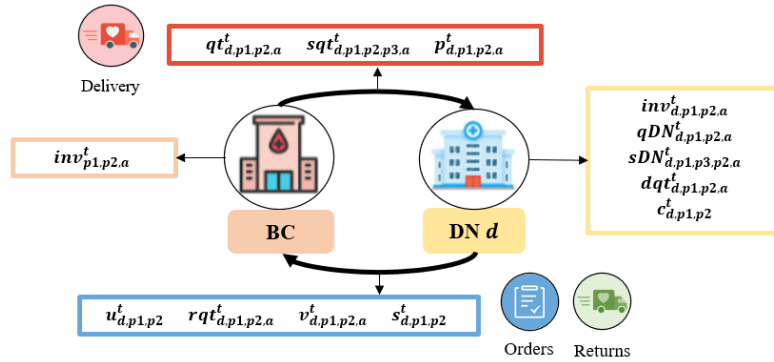 qt^t_{d,p1,p2,a} sqt^t_{d,p1,p2,p3,a} p^t_{d,p1,p2,a}
Delivery
inv^t_{p1,p2,a}
inv^t_{d,p1,p2,a}
qDN^t_{d,p1,p2,a}
sDN^t_{d,p1,p3,p2,a}
dqt^t_{d,p1,p2,a}
c^t_{d,p1,p2}
BC
DN d
u^t_{d,p1,p2} rqt^t_{d,p1,p2,a} v^t_{d,p1,p2,a} s^t_{d,p1,p2}
Orders
Returns